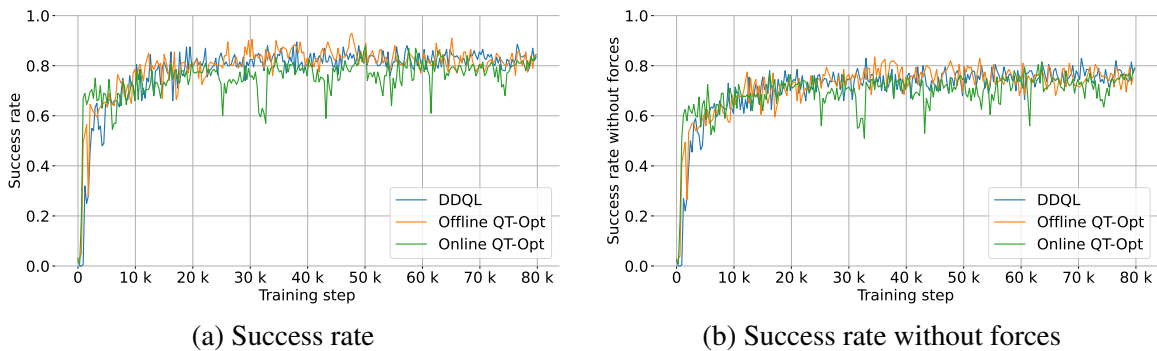 Success rate
1.0
0.8
0.6
0.4
0.2
0.0
DDQL
Offline QT-Opt
Online QT-Opt
0 10 k 20 k 30 k 40 k 50 k 60 k 70 k 80 k
Training step
(a) Success rate
Success rate without forces
1.0
0.8
0.6
0.4
0.2
0.0
DDQL
Offline QT-Opt
Online QT-Opt
0 10 k 20 k 30 k 40 k 50 k 60 k 70 k 80 k
Training step
(b) Success rate without forces